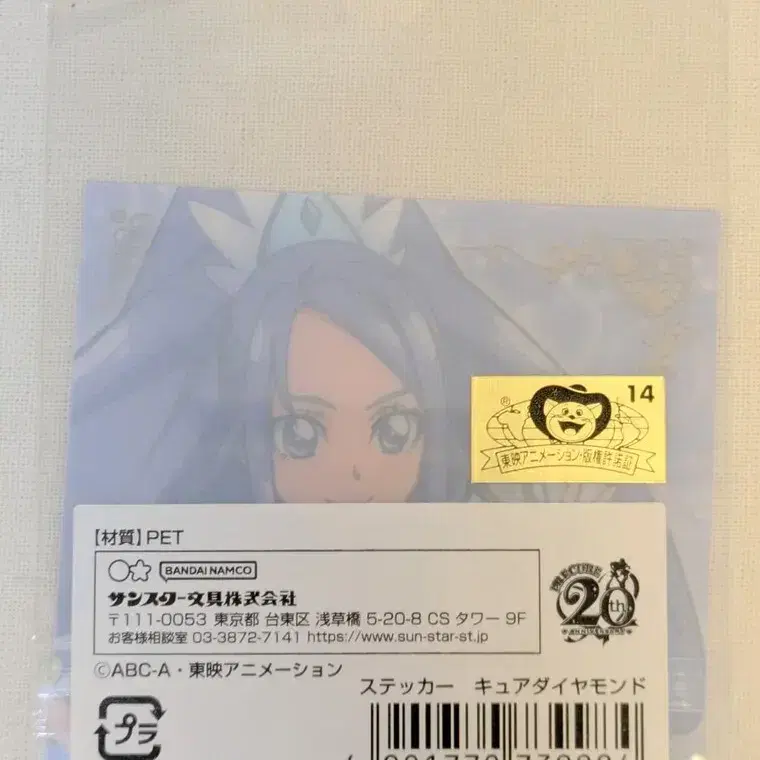 14
東映アニメーション・版権許諾証
【材質】PET
BANDAI NAMCO
サンスター文具株式会社
〒111-0053 東京都 台東区 浅草橋 5-20-8 CS タワー 9F
お客様相談室 03-3872-7141 https://www.sun-star-st.jp
PRECURE
20th
ANNIVERSARY
©ABC-A・東映アニメーション
ステッカー キュアダイヤモンド
プラ